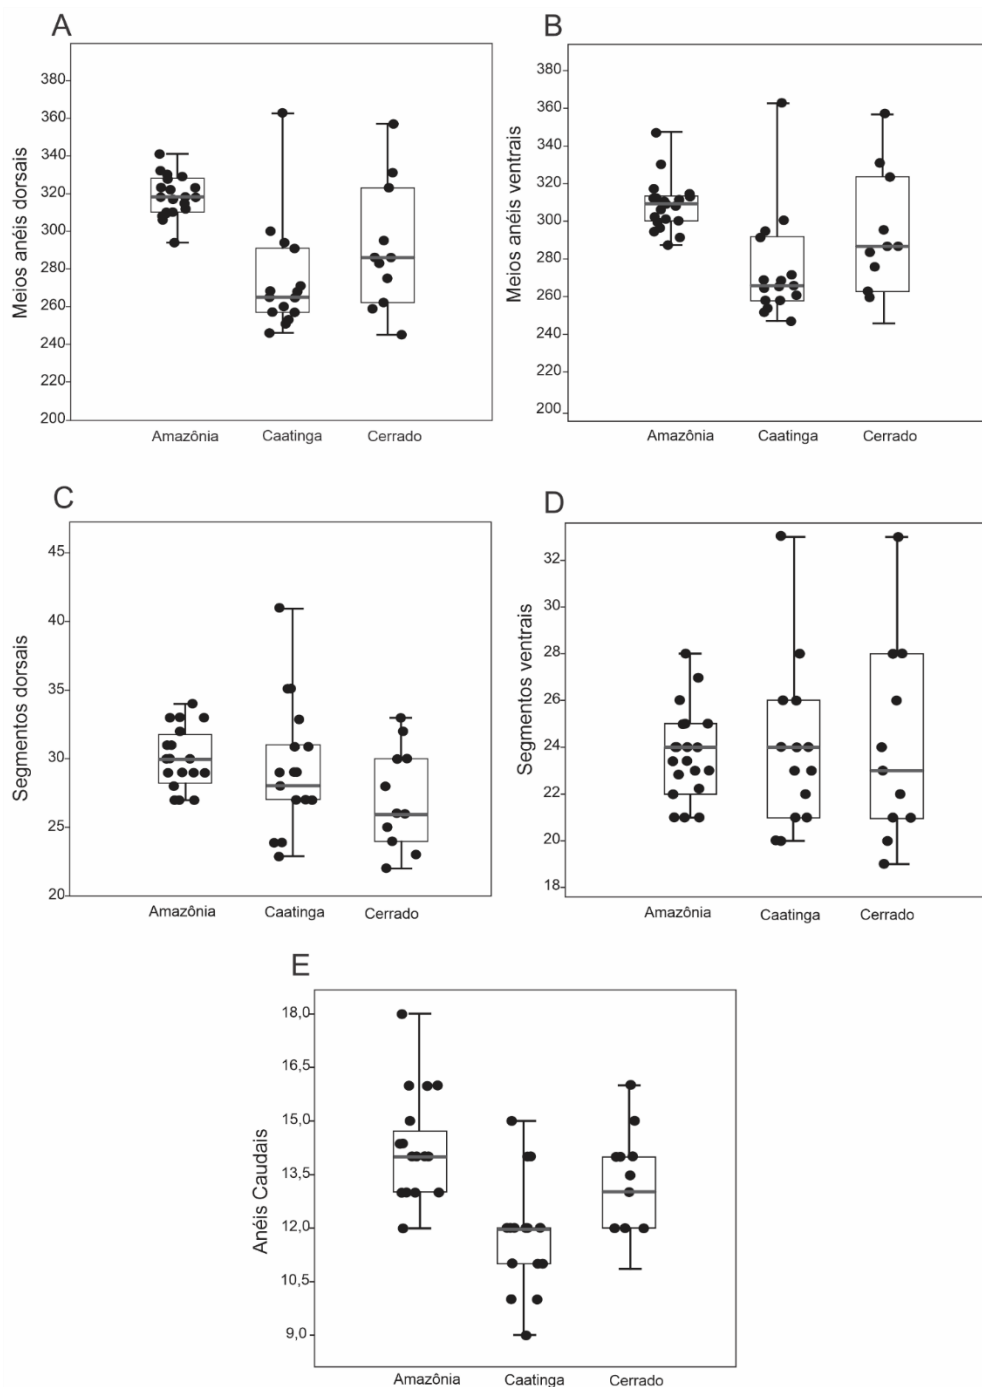 A
Meios anéis dorsais
380
360
340
320
300
280
260
240
220
200
Amazônia Caatinga Cerrado
B
Meios anéis ventrais
380
360
340
320
300
280
260
240
220
200
Amazônia Caatinga Cerrado
C
Segmentos dorsais
45
40
35
30
25
20
Amazônia Caatinga Cerrado
D
Segmentos ventrais
32
30
28
26
24
22
20
18
Amazônia Caatinga Cerrado
E
Anéis Caudais
18,0
16,5
15,0
13,5
12,0
10,5
9,0
Amazônia Caatinga Cerrado